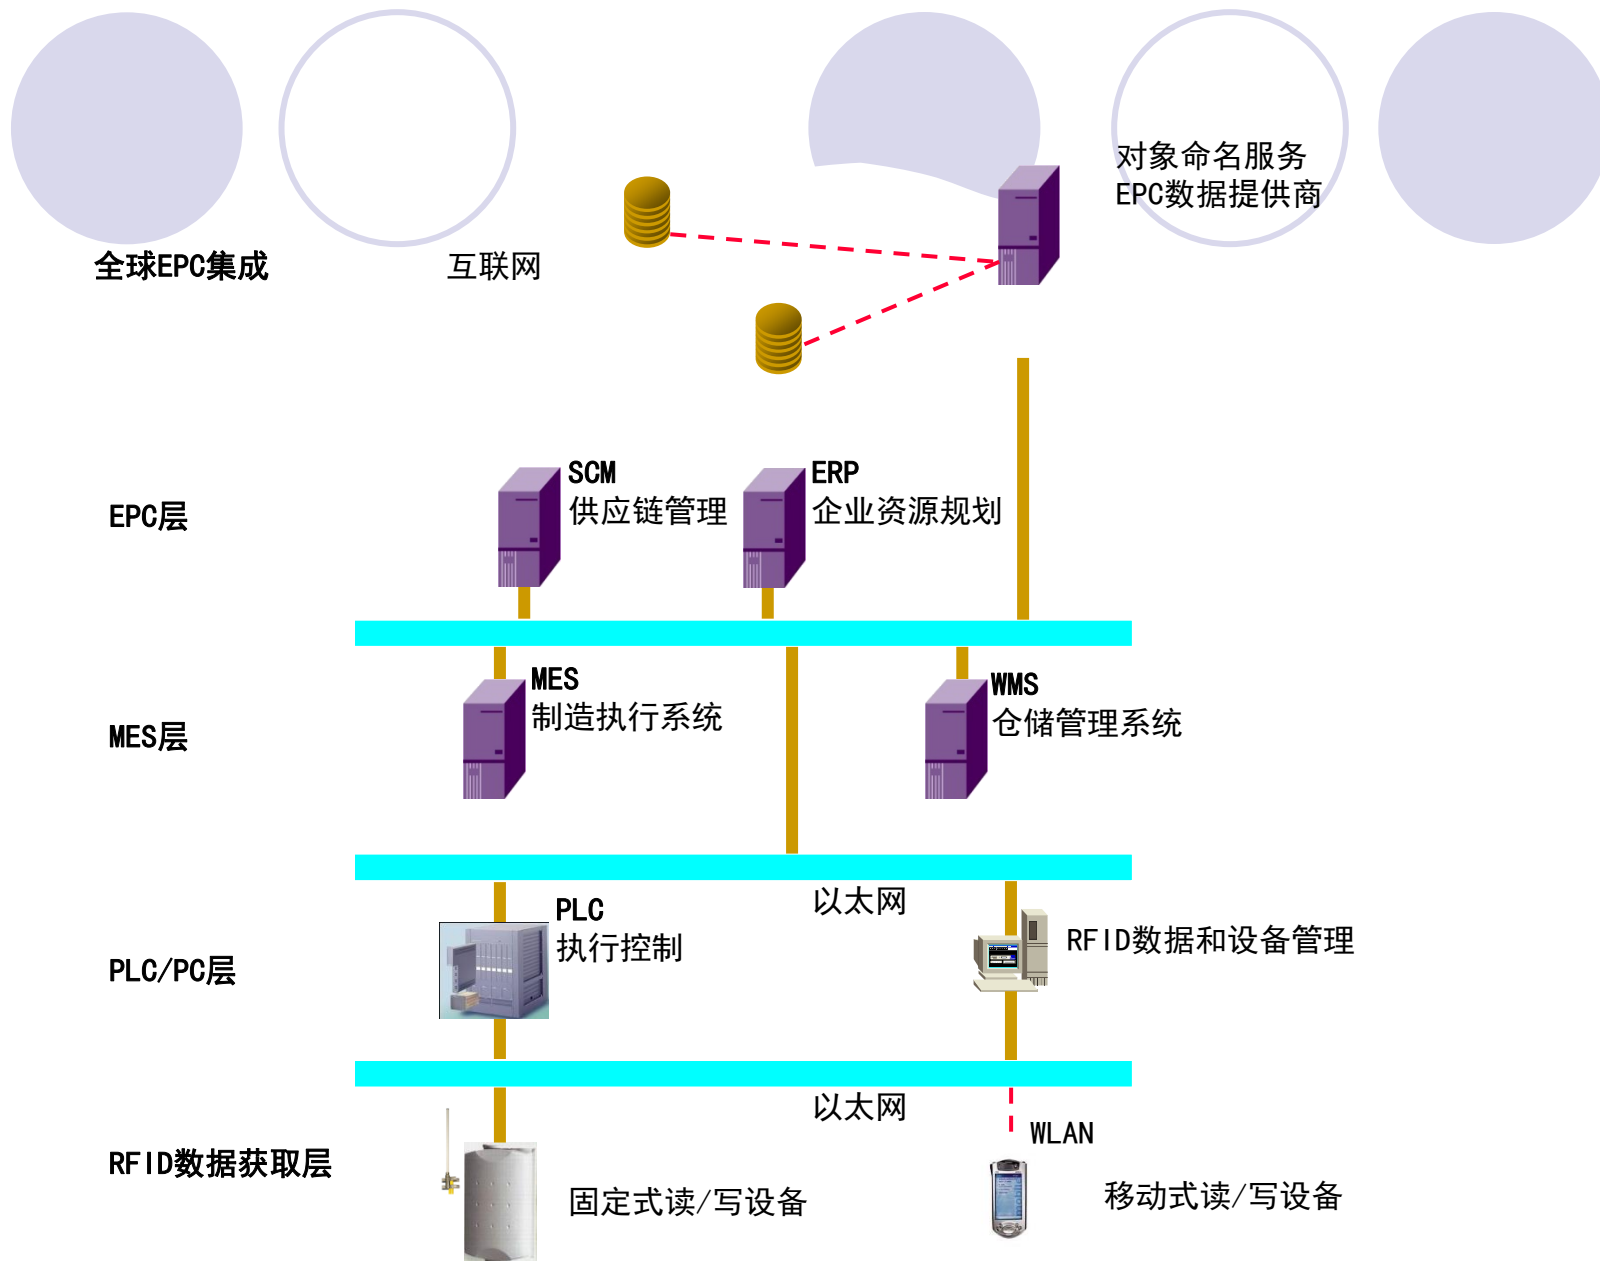 对象命名服务
EPC数据提供商
全球EPC集成
互联网
SCM
供应链管理
ERP
企业资源规划
EPC层
MES
制造执行系统
WMS
仓储管理系统
MES层
以太网
PLC
执行控制
RFID数据和设备管理
PLC/PC层
以太网
WLAN
RFID数据获取层
固定式读/写设备
移动式读/写设备